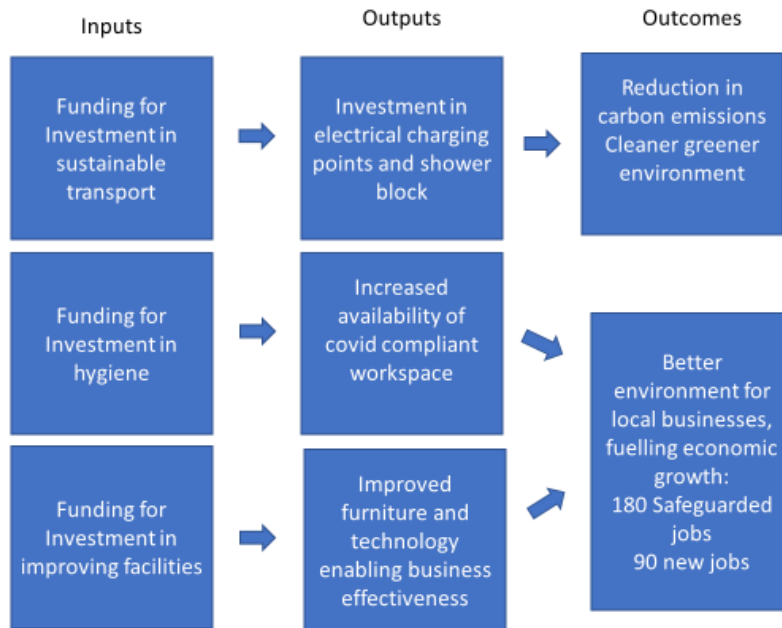 Inputs
Outputs
Outcomes
Funding for
Investment in
sustainable
transport
Investment in
electrical charging
points and shower
block
Reduction in
carbon emissions
Cleaner greener
environment
Funding for
Investment in
hygiene
Increased
availability of
covid compliant
workspace
Funding for
Investment in
improving facilities
Improved
furniture and
technology
enabling business
effectiveness
Better
environment for
local businesses,
fuelling economic
growth:
180 Safeguarded
jobs
90 new jobs